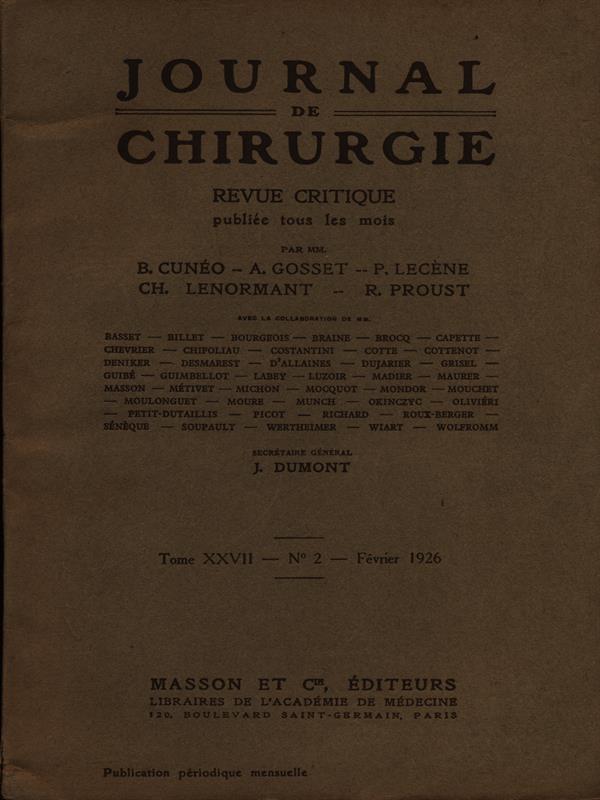 JOURNAL
DE
CHIRURGIE
REVUE CRITIQUE
publiée tous les mois
PAR MM.
B. CUNÉO — A. GOSSET -- P. LECÈNE
CH. LENORMANT — R. PROUST
AVEC LA COLLABORATION DE MM.
BASSET — BILLET — BOURGEOIS — BRAINE — BROCQ — CAPETTE —
CHEVRIER — CHIFOLIAU — COSTANTINI — COTTE — COTTENOT —
DENIKER — DESMAREST — D'ALLAINES — DUJARIER — GRISEL —
GUIBÉ — GUIMBELLOT — LABEY — LUZOIR — MADIER — MAURER —
MASSON — MÉTIVET — MICHON — MOCQUOT — MONDOR — MOUCHET
— MOULONGUET — MOURE — MUNCH — OKINCZYC — OLIVIÉRI
— PETIT-DUTAILLIS — PICOT — RICHARD — ROUX-BERGER —
SÉNÈQUE — SOUPAULT — WERTHEIMER — WIART — WOLFROMM
SECRÉTAIRE GÉNÉRAL
J. DUMONT
Tome XXVII — Nº 2 — Février 1926
MASSON ET Cie, ÉDITEURS
LIBRAIRES DE L'ACADÉMIE DE MÉDECINE
120, BOULEVARD SAINT-GERMAIN, PARIS
Publication périodique mensuelle